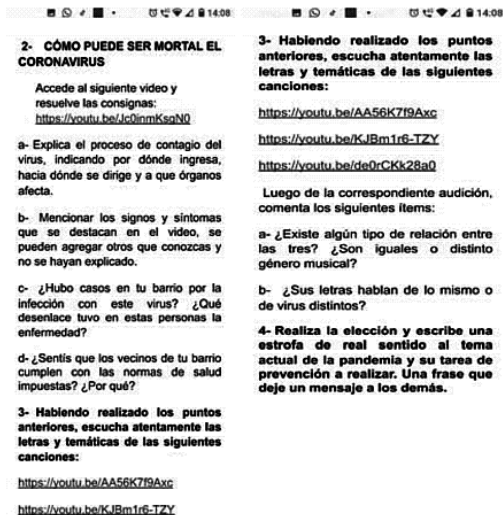 14:08
2- CÓMO PUEDE SER MORTAL EL
CORONAVIRUS
Accede al siguiente video y
resuelve las consignas:
https://youtu.be/Jc0inmKsgN0
a- Explica el proceso de contagio del
virus, indicando por dónde ingresa,
hacia dónde se dirige y a que órganos
afecta.
b- Mencionar los signos y síntomas
que se destacan en el video, se
pueden agregar otros que conozcas y
no se hayan explicado.
c- ¿Hubo casos en tu barrio por la
infección con este virus? ¿Qué
desenlace tuvo en estas personas la
enfermedad?
d- ¿Sentís que los vecinos de tu barrio
cumplen con las normas de salud
impuestas? ¿Por qué?
3- Habiendo realizado los puntos
anteriores, escucha atentamente las
letras y temáticas de las siguientes
canciones:
https://youtu.be/AA56K7f9Axc
https://youtu.be/KJBm1r6-TZY
14:08
3- Habiendo realizado los puntos
anteriores, escucha atentamente las
letras y temáticas de las siguientes
canciones:
https://youtu.be/AA56K7f9Axc
https://youtu.be/KJBm1r6-TZY
https://youtu.be/de0rCKk28a0
Luego de la correspondiente audición,
comenta los siguientes ítems:
a- ¿Existe algún tipo de relación entre
las tres? ¿Son iguales o distinto
género musical?
b- ¿Sus letras hablan de lo mismo o
de virus distintos?
4- Realiza la elección y escribe una
estrofa de real sentido al tema
actual de la pandemia y su tarea de
prevención a realizar. Una frase que
deje un mensaje a los demás.